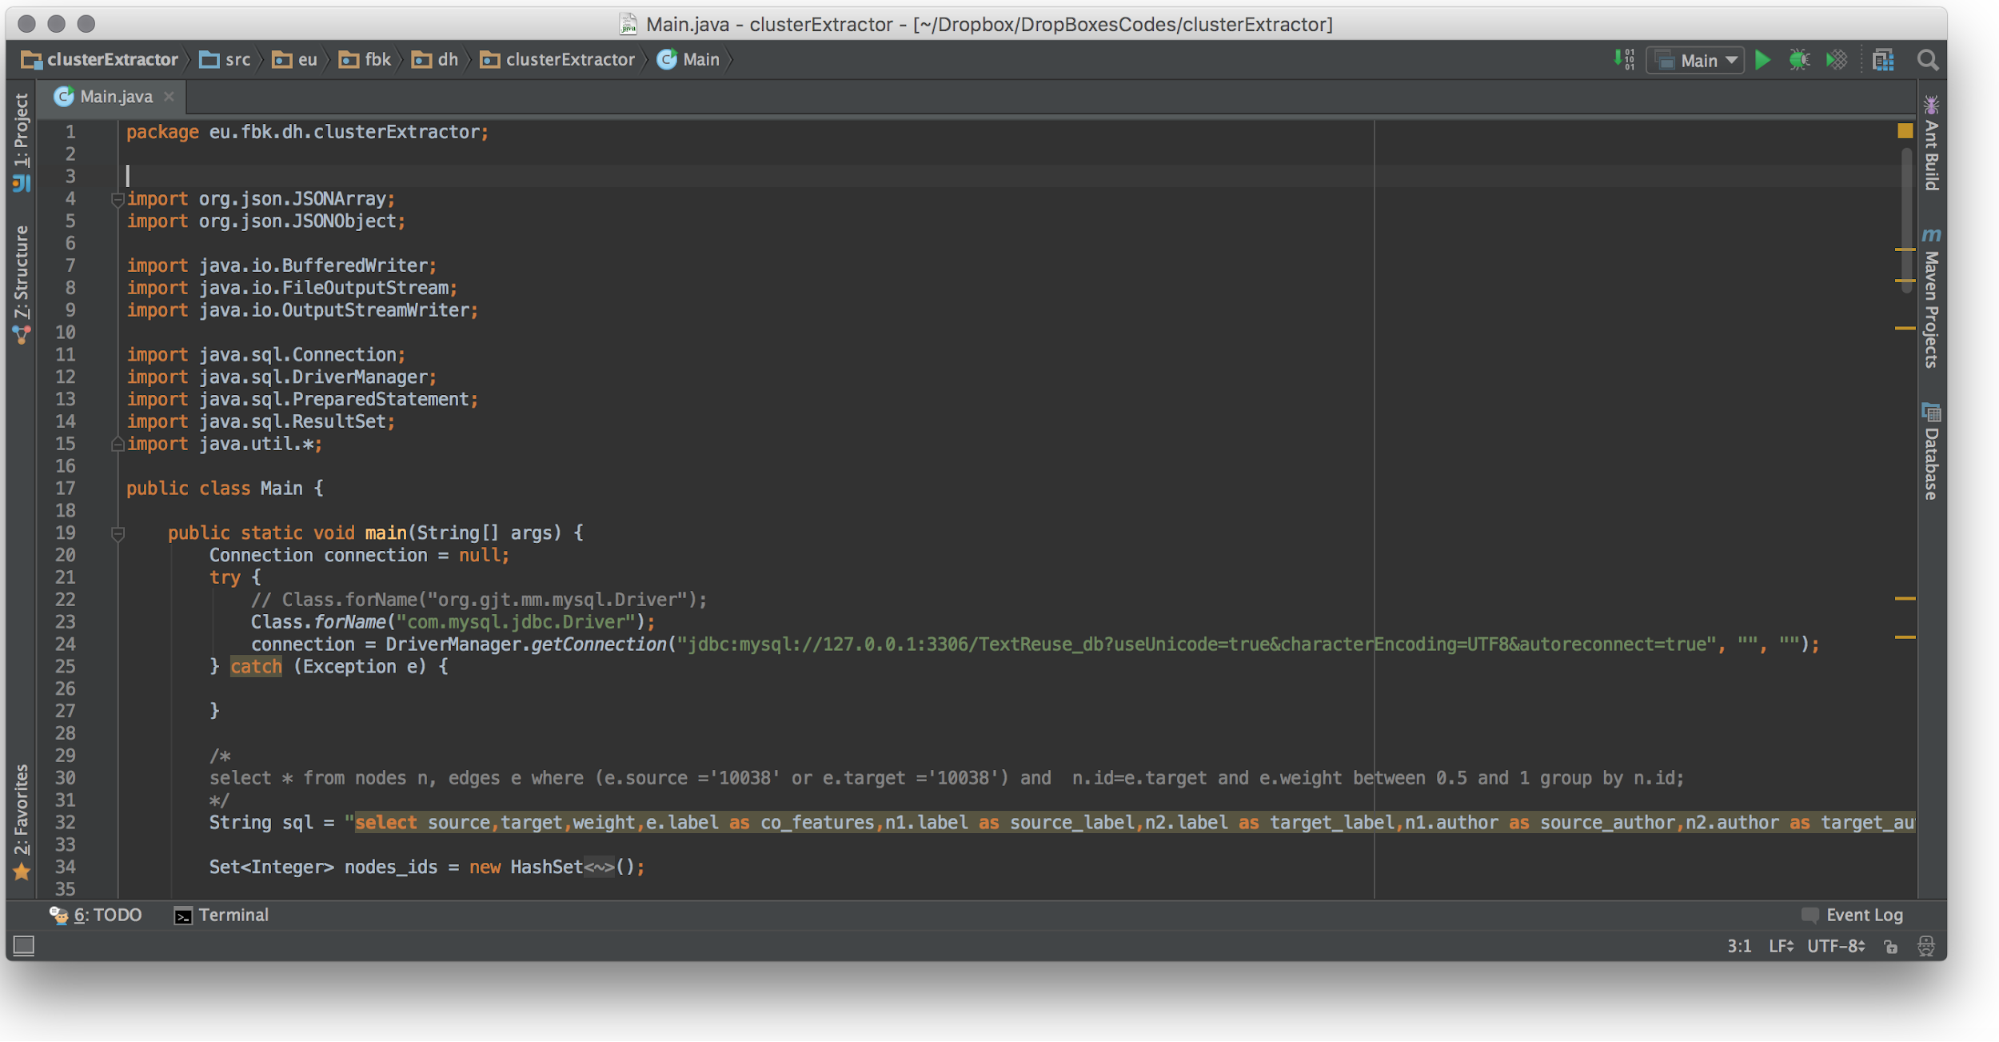 Main.java - clusterExtractor - [~/Dropbox/DropBoxesCodes/clusterExtractor]
clusterExtractor src eu fbk dh clusterExtractor Main
Main
Main.java
1: Project
Z: Structure
2: Favorites
1 package eu.fbk.dh.clusterExtractor;
2
3
4 import org.json.JSONArray;
5 import org.json.JSONObject;
6
7 import java.io.BufferedWriter;
8 import java.io.FileOutputStream;
9 import java.io.OutputStreamWriter;
10
11 import java.sql.Connection;
12 import java.sql.DriverManager;
13 import java.sql.PreparedStatement;
14 import java.sql.ResultSet;
15 import java.util.*;
16
17 public class Main {
18
19 public static void main(String[] args) {
20 Connection connection = null;
21 try {
22 // Class.forName("org.gjt.mm.mysql.Driver");
23 Class.forName("com.mysql.jdbc.Driver");
24 connection = DriverManager.getConnection("jdbc:mysql://127.0.0.1:3306/TextReuse_db?useUnicode=true&characterEncoding=UTF8&autoreconnect=true", "", "");
25 } catch (Exception e) {
26
27 }
28
29 /*
30 select * from nodes n, edges e where (e.source ='10038' or e.target ='10038') and  n.id=e.target and e.weight between 0.5 and 1 group by n.id;
31 */
32 String sql = "select source,target,weight,e.label as co_features,n1.label as source_label,n2.label as target_label,n1.author as source_author,n2.author as target_au
33
34 Set<Integer> nodes_ids = new HashSet<~>();
35
Ant Build
m
Maven Projects
Database
6: TODO Terminal
Event Log
3:1 LF UTF-8